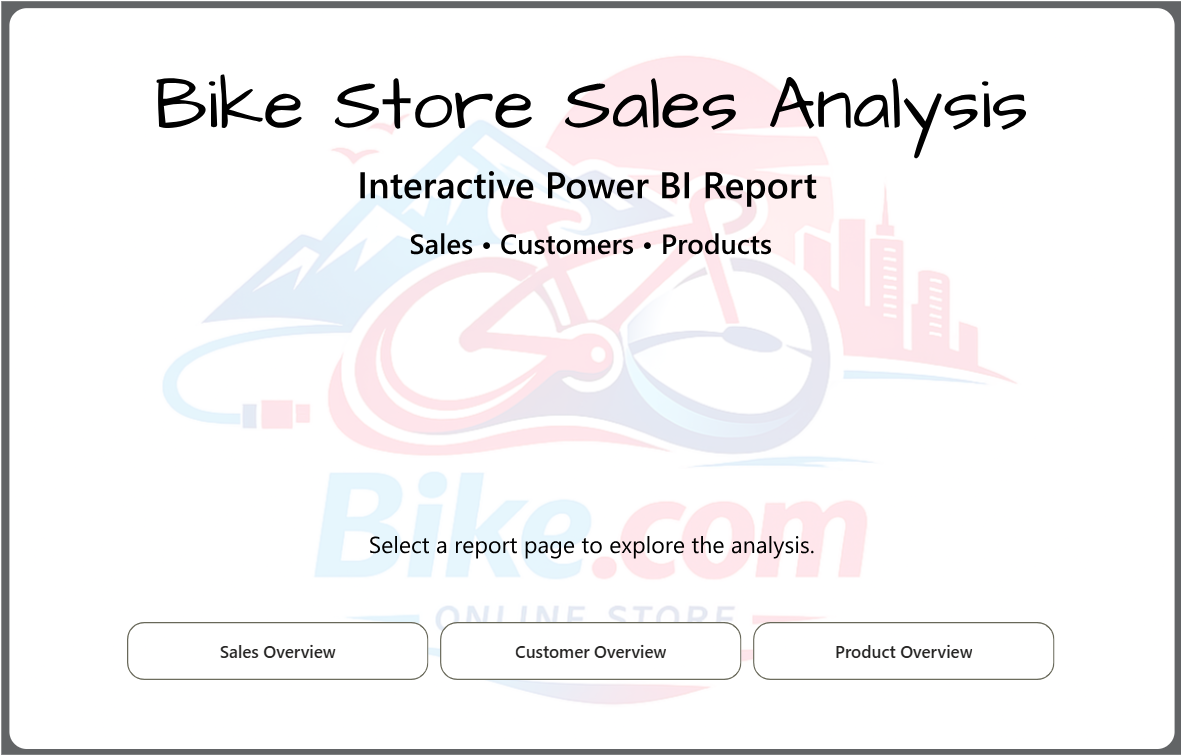 Bike Store Sales Analysis
Interactive Power BI Report
Sales • Customers • Products
Bike.com
Select a report page to explore the analysis.
ONLINE STORE
Sales Overview
Customer Overview
Product Overview